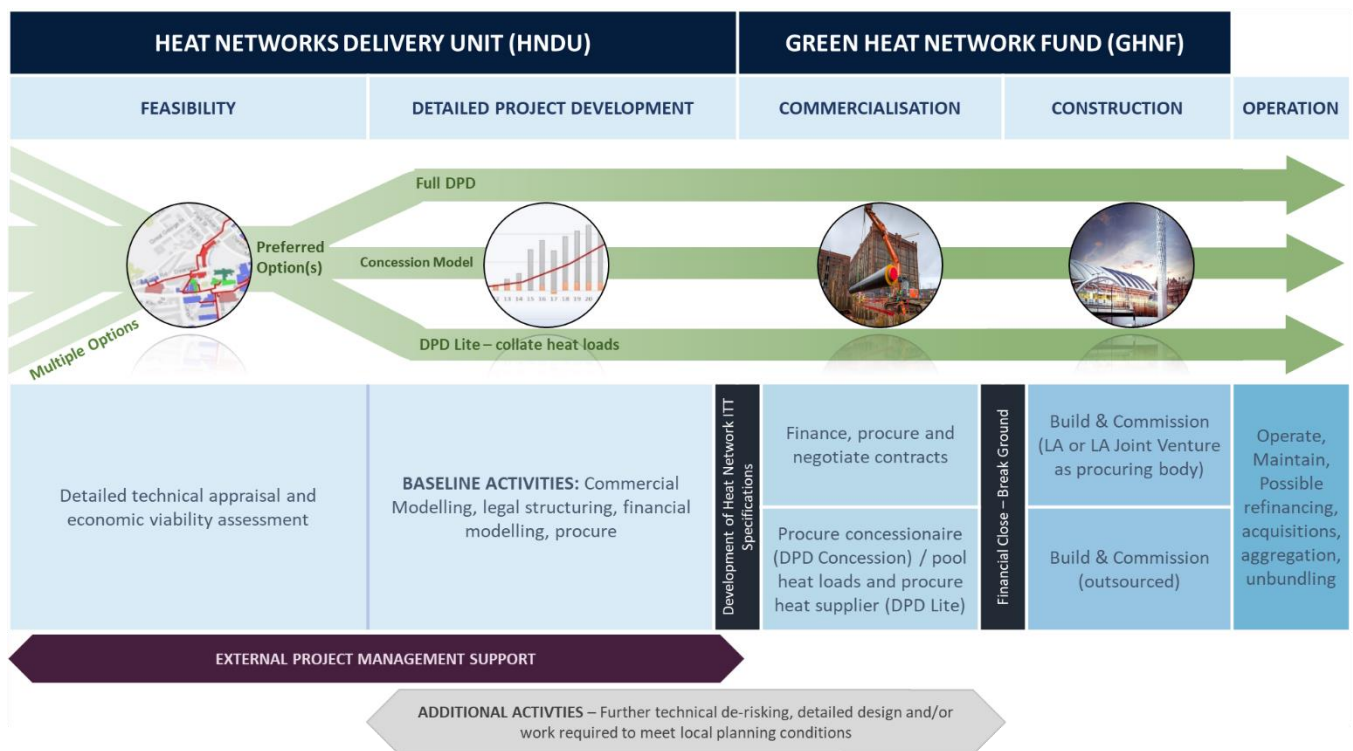 HEAT NETWORKS DELIVERY UNIT (HNDU)
GREEN HEAT NETWORK FUND (GHNF)
FEASIBILITY
DETAILED PROJECT DEVELOPMENT
COMMERCIALISATION
CONSTRUCTION
OPERATION
Full DPD
Preferred
Option(s)
Concession Model
DPD Lite – collate heat loads
Multiple Options
Detailed technical appraisal and
economic viability assessment
BASELINE ACTIVITIES: Commercial
Modelling, legal structuring, financial
modelling, procure
Development of Heat Network ITT
Specifications
Finance, procure and
negotiate contracts
Procure concessionaire
(DPD Concession) / pool
heat loads and procure
heat supplier (DPD Lite)
Financial Close – Break Ground
Build & Commission
(LA or LA Joint Venture
as procuring body)
Build & Commission
(outsourced)
Operate,
Maintain,
Possible
refinancing,
acquisitions,
aggregation,
unbundling
EXTERNAL PROJECT MANAGEMENT SUPPORT
ADDITIONAL ACTIVTIES – Further technical de-risking, detailed design and/or
work required to meet local planning conditions